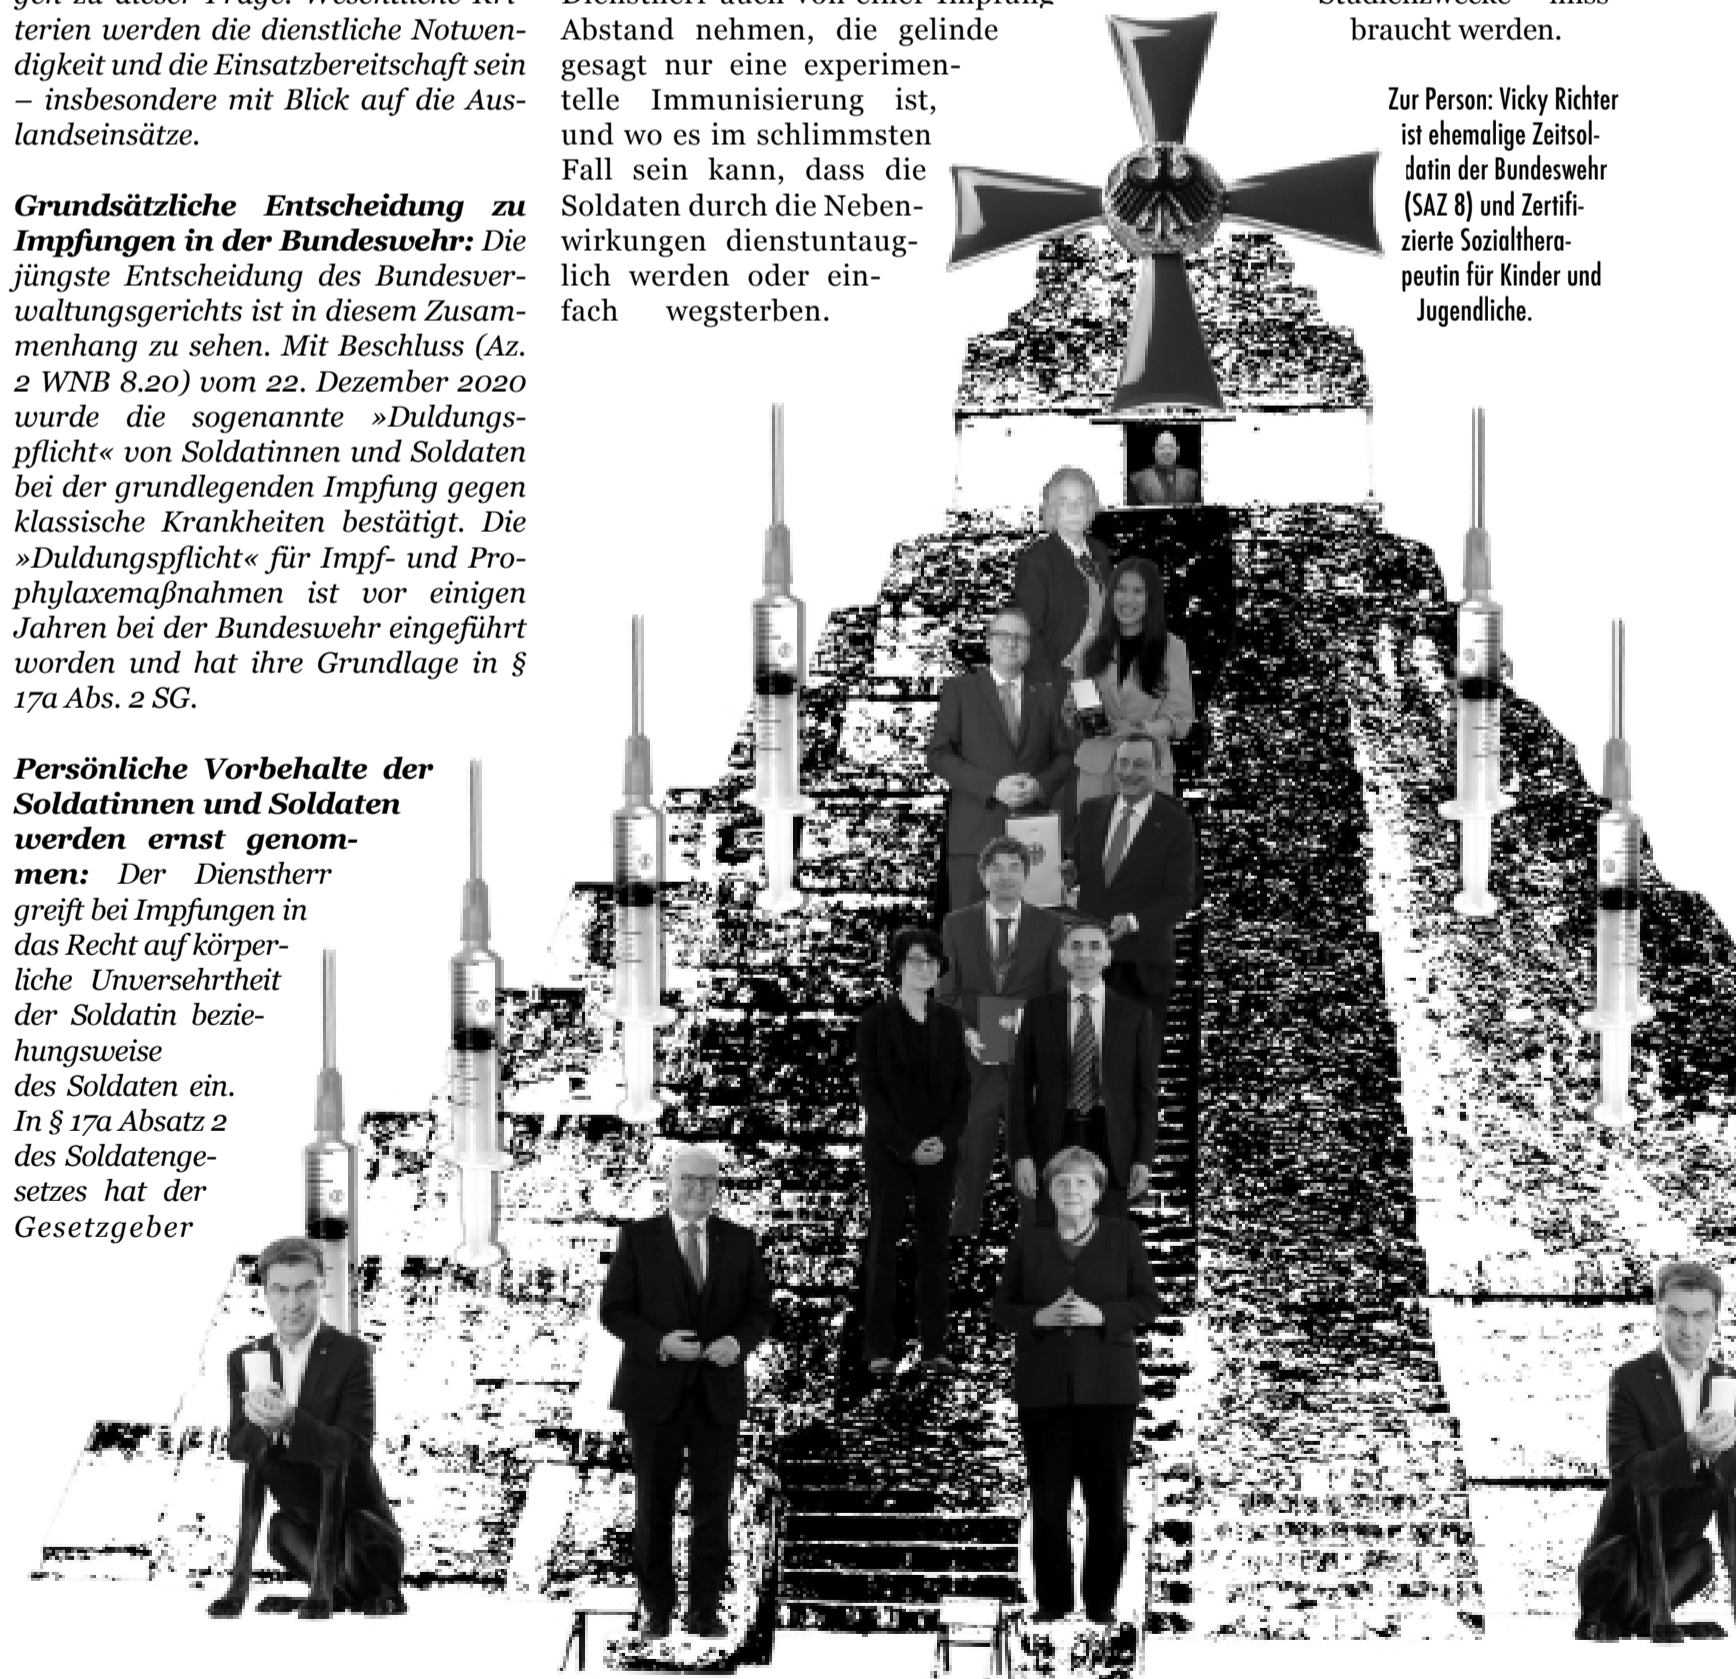 terien werden die dienstliche Notwen-
digkeit und die Einsatzbereitschaft sein
– insbesondere mit Blick auf die Aus-
landseinsätze.
Grundsätzliche Entscheidung zu
Impfungen in der Bundeswehr: Die
jüngste Entscheidung des Bundesver-
waltungsgerichts ist in diesem Zusam-
menhang zu sehen. Mit Beschluss (Az.
2 WNB 8.20) vom 22. Dezember 2020
wurde die sogenannte »Duldungs-
pflicht« von Soldatinnen und Soldaten
bei der grundlegenden Impfung gegen
klassische Krankheiten bestätigt. Die
»Duldungspflicht« für Impf- und Pro-
phylaxemaßnahmen ist vor einigen
Jahren bei der Bundeswehr eingeführt
worden und hat ihre Grundlage in §
17a Abs. 2 SG.
Persönliche Vorbehalte der
Soldatinnen und Soldaten
werden ernst genom-
men: Der Dienstherr
greift bei Impfungen in
das Recht auf körper-
liche Unversehrtheit
der Soldatin bezie-
hungsweise
des Soldaten ein.
In § 17a Absatz 2
des Soldatenge-
setzes hat der
Gesetzgeber
Abstand nehmen, die gelinde
gesagt nur eine experimen-
telle Immunisierung ist,
und wo es im schlimmsten
Fall sein kann, dass die
Soldaten durch die Neben-
wirkungen dienstuntaug-
lich werden oder ein-
fach wegsterben.
braucht werden.
Zur Person: Vicky Richter
ist ehemalige Zeitsol-
datin der Bundeswehr
(SAZ 8) und Zertifi-
zierte Sozialthera-
peutin für Kinder und
Jugendliche.